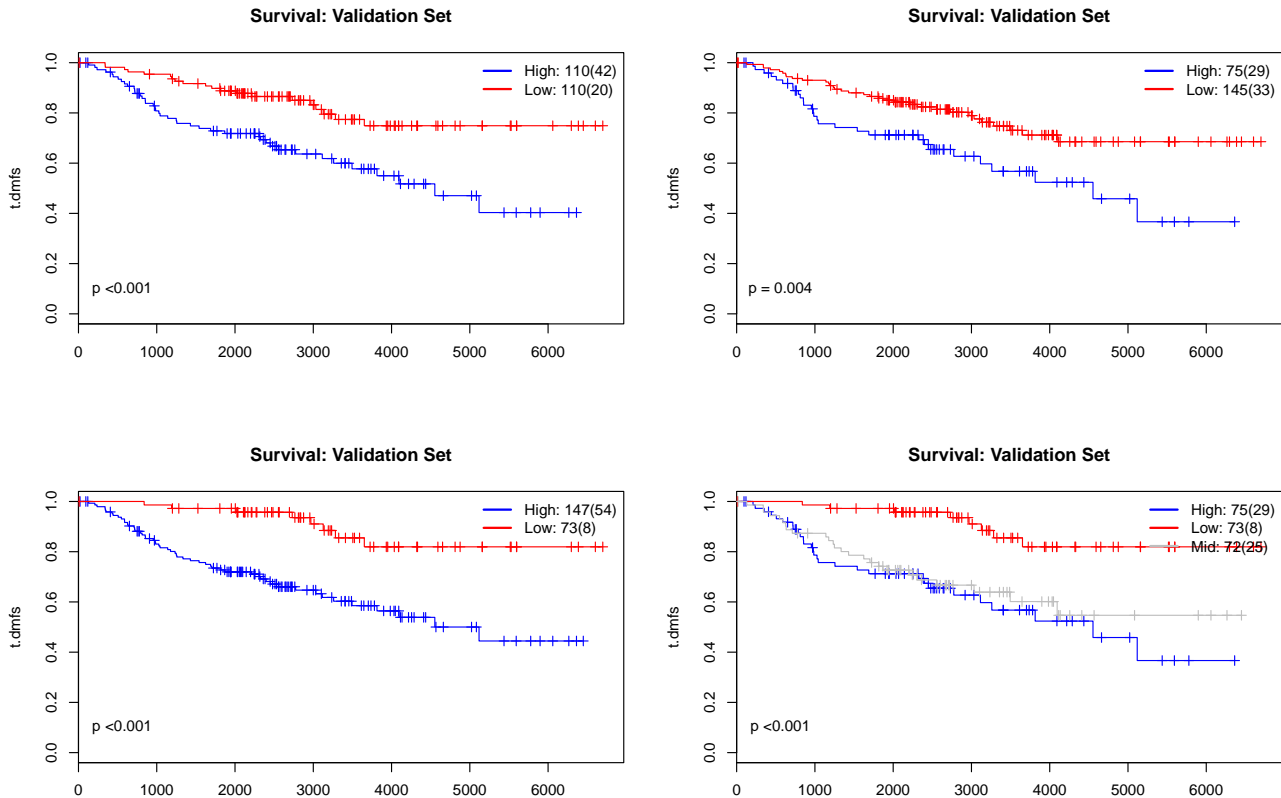 Survival: Validation Set
t.dmfs
1.0
0.8
0.6
0.4
0.2
0.0
High: 110(42)
Low: 110(20)
p <0.001
0 1000 2000 3000 4000 5000 6000
Survival: Validation Set
t.dmfs
1.0
0.8
0.6
0.4
0.2
0.0
High: 75(29)
Low: 145(33)
p = 0.004
0 1000 2000 3000 4000 5000 6000
Survival: Validation Set
t.dmfs
1.0
0.8
0.6
0.4
0.2
0.0
High: 147(54)
Low: 73(8)
p <0.001
0 1000 2000 3000 4000 5000 6000
Survival: Validation Set
t.dmfs
1.0
0.8
0.6
0.4
0.2
0.0
High: 75(29)
Low: 73(8)
Mid: 72(25)
p <0.001
0 1000 2000 3000 4000 5000 6000